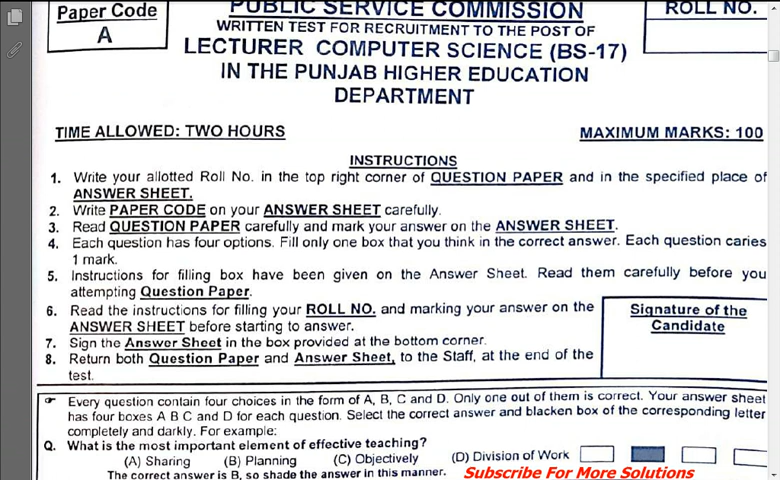 Paper Code
A
PUBLIC SERVICE COMMISSION
WRITTEN TEST FOR RECRUITMENT TO THE POST OF
LECTURER COMPUTER SCIENCE (BS-17)
IN THE PUNJAB HIGHER EDUCATION
DEPARTMENT
ROLL NO.
TIME ALLOWED: TWO HOURS
MAXIMUM MARKS: 100
INSTRUCTIONS
1. Write your allotted Roll No. in the top right corner of QUESTION PAPER and in the specified place of
ANSWER SHEET.
2. Write PAPER CODE on your ANSWER SHEET carefully.
3. Read QUESTION PAPER carefully and mark your answer on the ANSWER SHEET.
4. Each question has four options. Fill only one box that you think in the correct answer. Each question caries
1 mark.
5. Instructions for filling box have been given on the Answer Sheet. Read them carefully before you
attempting Question Paper.
6. Read the instructions for filling your ROLL NO. and marking your answer on the
ANSWER SHEET before starting to answer.
7. Sign the Answer Sheet in the box provided at the bottom corner.
8. Return both Question Paper and Answer Sheet, to the Staff, at the end of the
test.
Signature of the
Candidate
☞ Every question contain four choices in the form of A, B, C and D. Only one out of them is correct. Your answer sheet
has four boxes A B C and D for each question. Select the correct answer and blacken box of the corresponding letter
completely and darkly. For example:
Q. What is the most important element of effective teaching?
(A) Sharing (B) Planning (C) Objectively (D) Division of Work
The correct answer is B, so shade the answer in this manner.
Subscribe For More Solutions